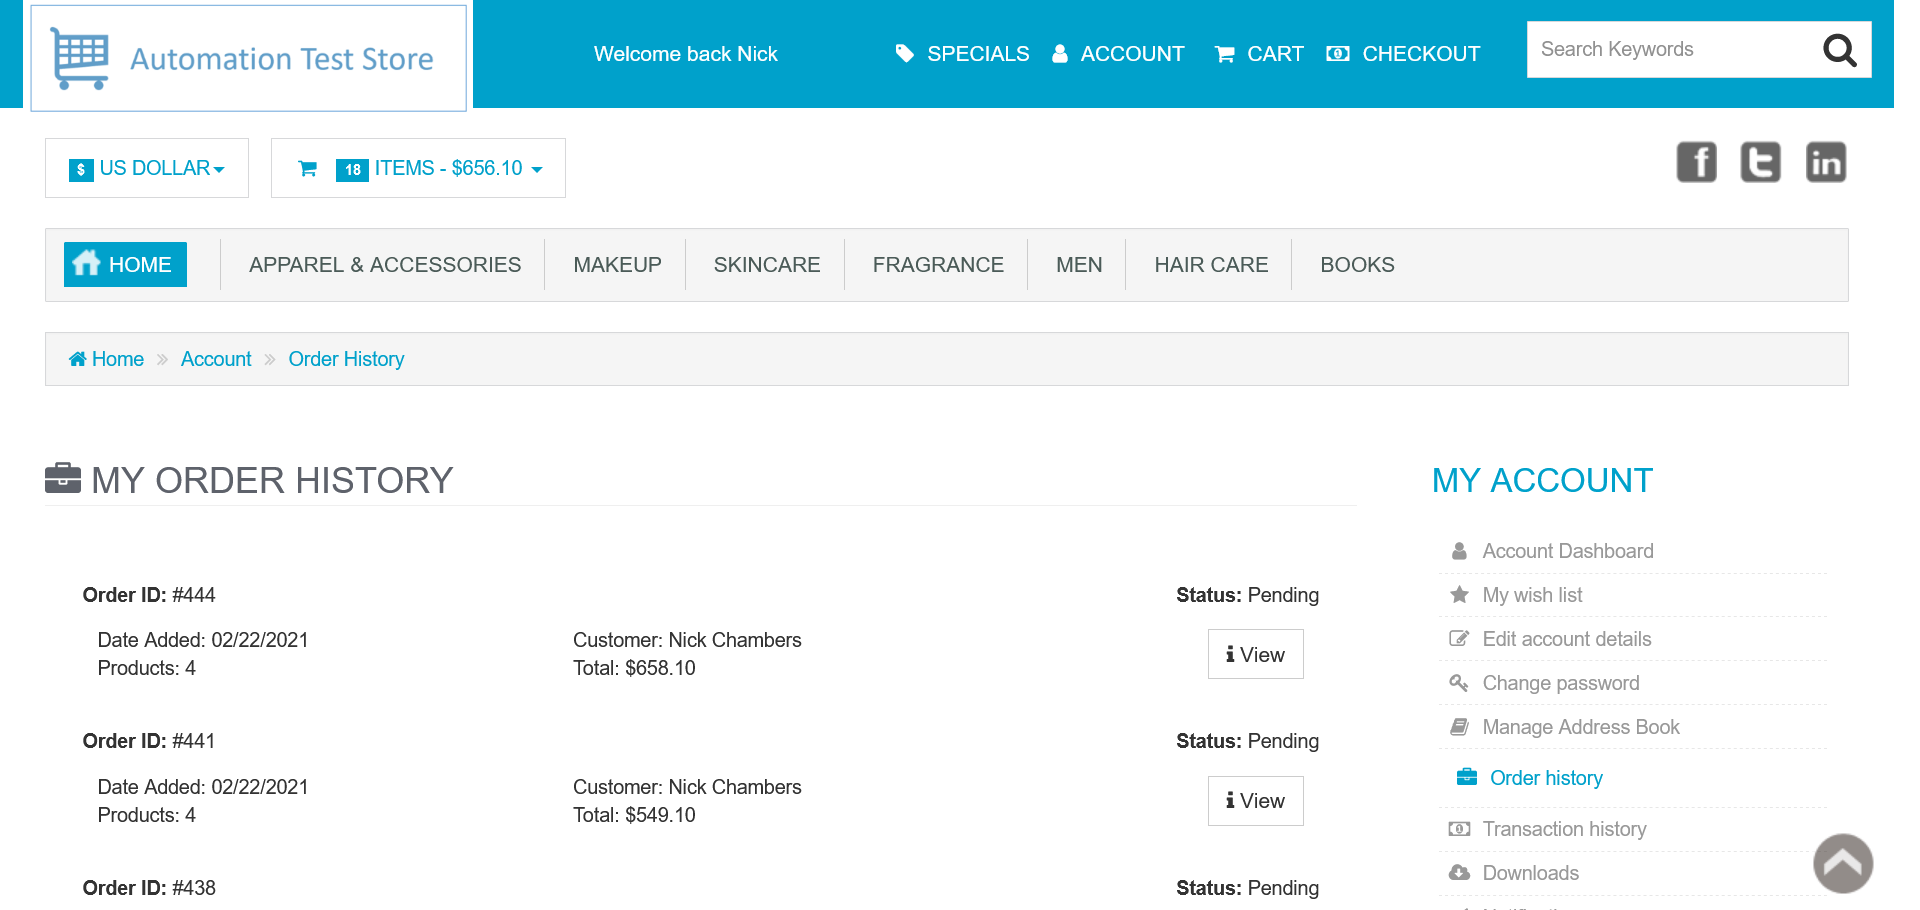 Automation Test Store
Welcome back Nick
SPECIALS
ACCOUNT
CART
CHECKOUT
Search Keywords
$ US DOLLAR
18 ITEMS - $656.10
HOME
APPAREL & ACCESSORIES
MAKEUP
SKINCARE
FRAGRANCE
MEN
HAIR CARE
BOOKS
Home » Account » Order History
MY ORDER HISTORY
Order ID: #444
Status: Pending
Date Added: 02/22/2021
Products: 4
Customer: Nick Chambers
Total: $658.10
View
Order ID: #441
Status: Pending
Date Added: 02/22/2021
Products: 4
Customer: Nick Chambers
Total: $549.10
View
Order ID: #438
Status: Pending
MY ACCOUNT
Account Dashboard
My wish list
Edit account details
Change password
Manage Address Book
Order history
Transaction history
Downloads